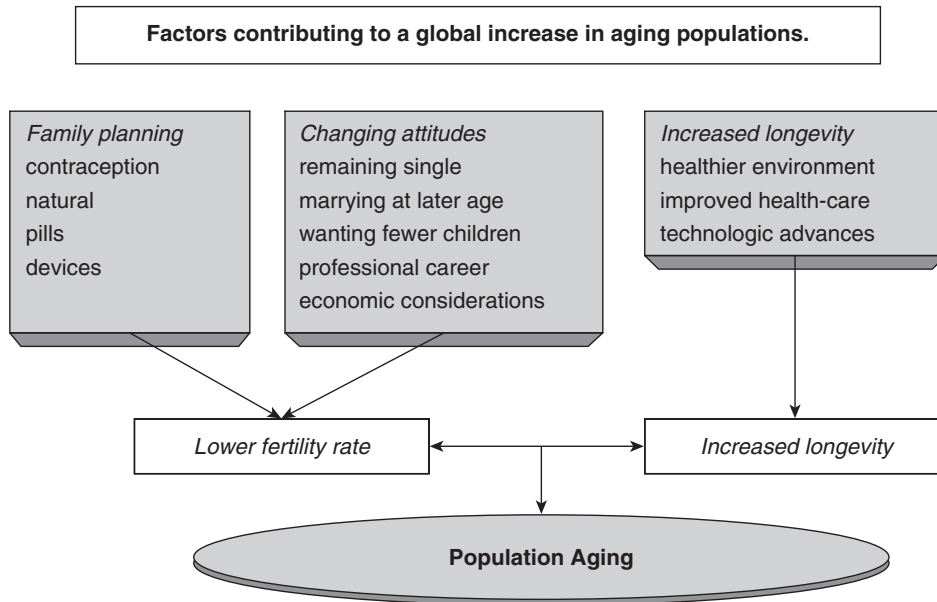 Factors contributing to a global increase in aging populations.
Family planning
contraception
natural
pills
devices
Changing attitudes
remaining single
marrying at later age
wanting fewer children
professional career
economic considerations
Increased longevity
healthier environment
improved health-care
technologic advances
Lower fertility rate
Increased longevity
Population Aging